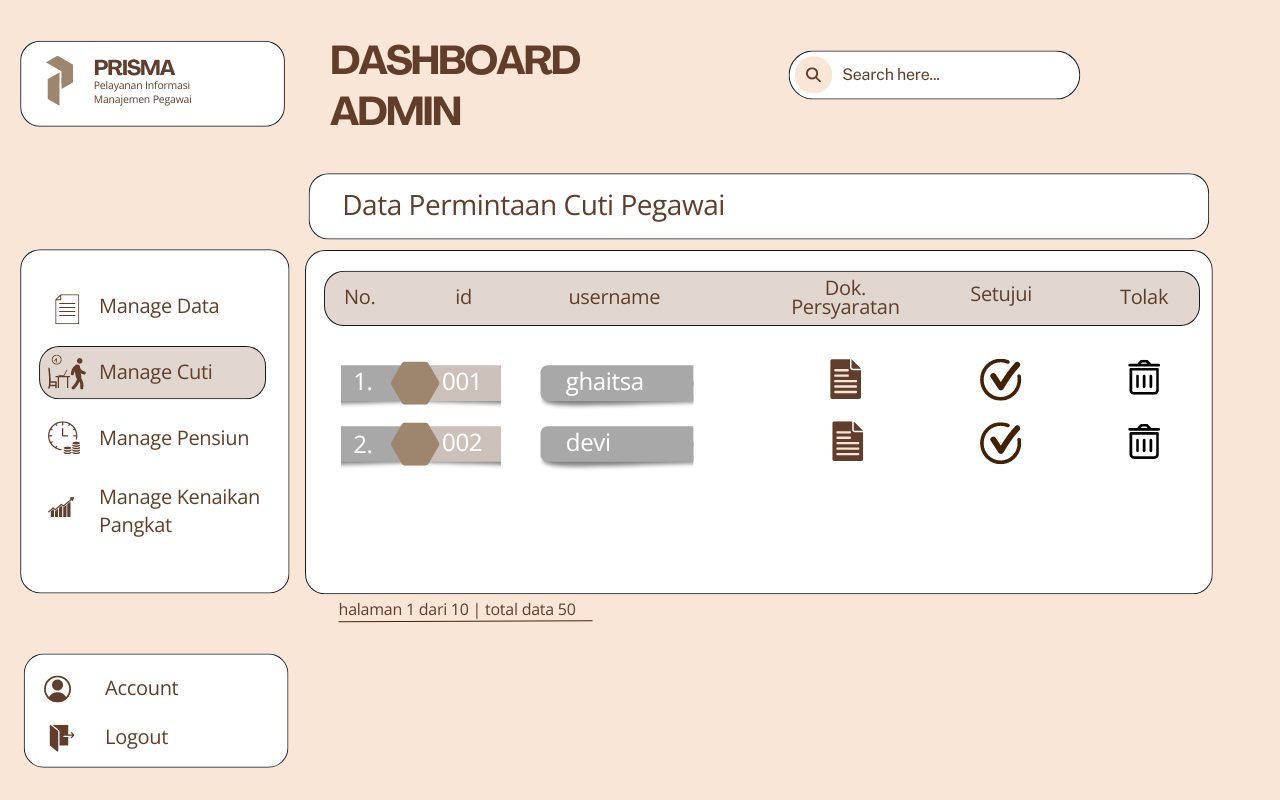 PRISMA
Pelayanan Informasi
Manajemen Pegawai
DASHBOARD
ADMIN
Search here...
Data Permintaan Cuti Pegawai
Manage Data
Manage Cuti
Manage Pensiun
Manage Kenaikan
Pangkat
No. id username Dok. Persyaratan Setujui Tolak
1. 001 ghaitsa
2. 002 devi
halaman 1 dari 10 | total data 50
Account
Logout